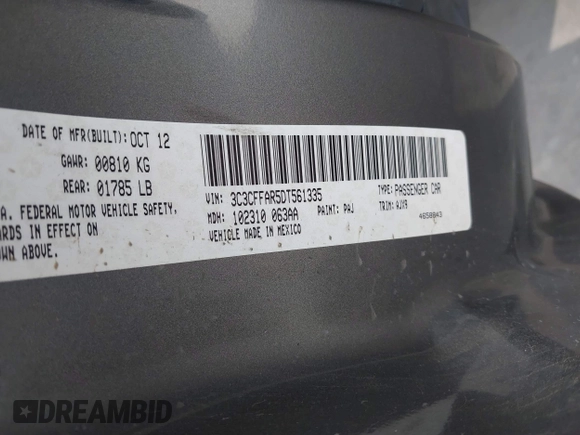 DATE OF MFR(BUILT): OCT 12
GAWR: 00810 KG
REAR: 01785 LB
A. FEDERAL MOTOR VEHICLE SAFETY,
ARDS IN EFFECT ON
OWN ABOVE.
VIN: 3C3CFFAR5DT561335
TYPE: PASSENGER CAR
MDH: 102310 063AA
PAINT: PAJ
TRIM: AJX9
VEHICLE MADE IN MEXICO
4658843
DREAMBID